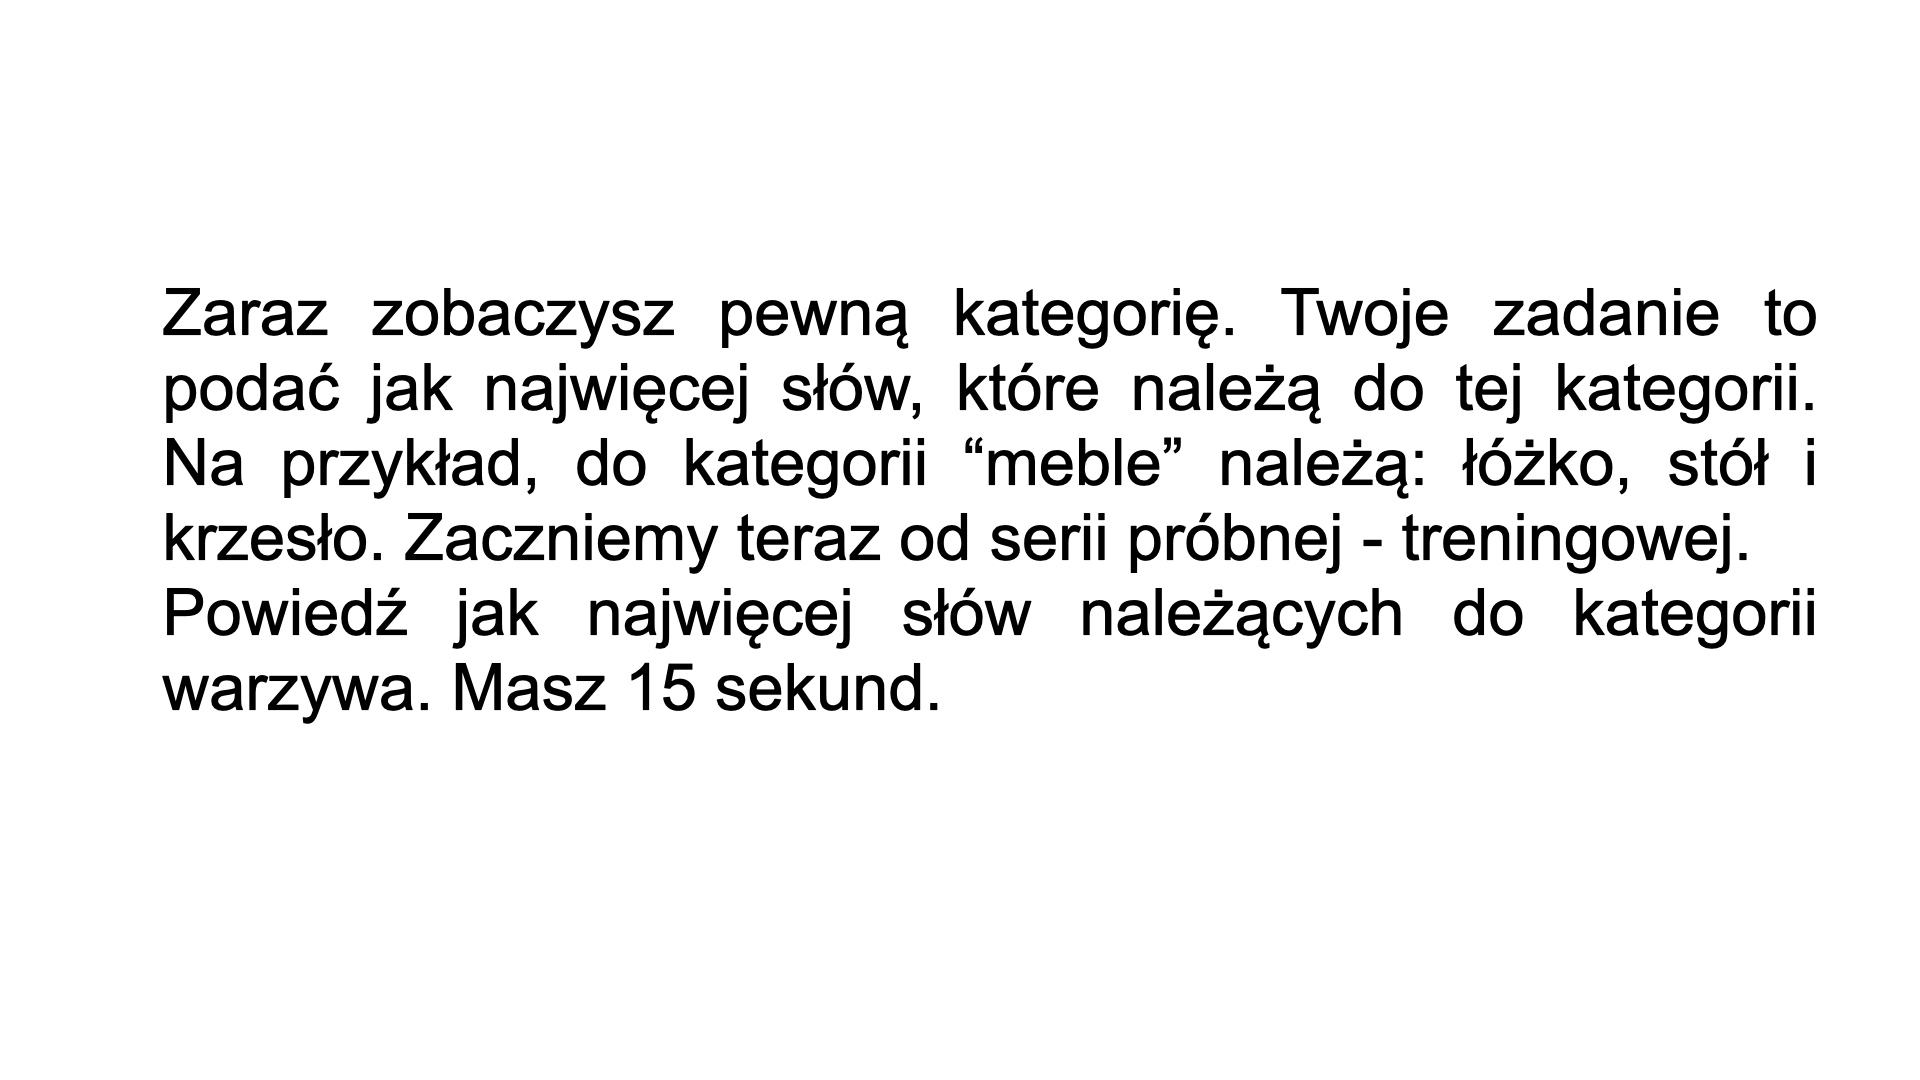 Zaraz zobaczysz pewną kategorię. Twoje zadanie to
podać jak najwięcej słów, które należą do tej kategorii.
Na przykład, do kategorii “meble” należą: łóżko, stół i
krzesło. Zaczniemy teraz od serii próbnej - treningowej.
Powiedź jak najwięcej słów należących do kategorii
warzywa. Masz 15 sekund.